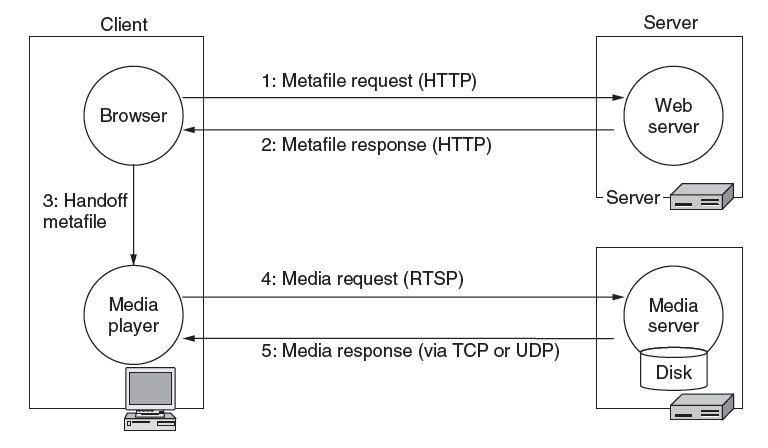 Client
Server
1: Metafile request (HTTP)
Browser
Web
server
2: Metafile response (HTTP)
3: Handoff
metafile
Server
4: Media request (RTSP)
Media
player
Media
server
5: Media response (via TCP or UDP)
Disk